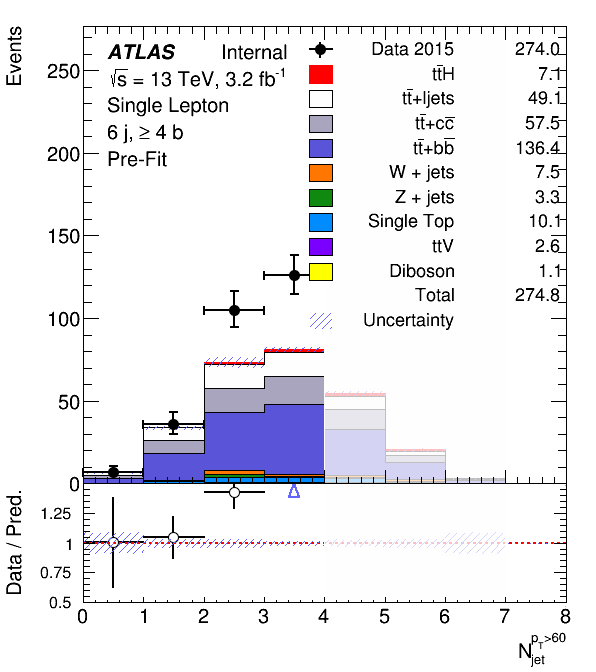 Events
ATLAS Internal
√s = 13 TeV, 3.2 fb⁻¹
Single Lepton
6 j, ≥ 4 b
Pre-Fit
Data 2015 274.0
tt̄H 7.1
tt̄+ljets 49.1
tt̄+cc̄ 57.5
tt̄+bb̄ 136.4
W + jets 7.5
Z + jets 3.3
Single Top 10.1
ttV 2.6
Diboson 1.1
Total 274.8
Uncertainty
250
200
150
100
50
0
Data / Pred.
1.25
1
0.75
0.5
0 1 2 3 4 5 6 7 8
N_jet^{p_T>60}